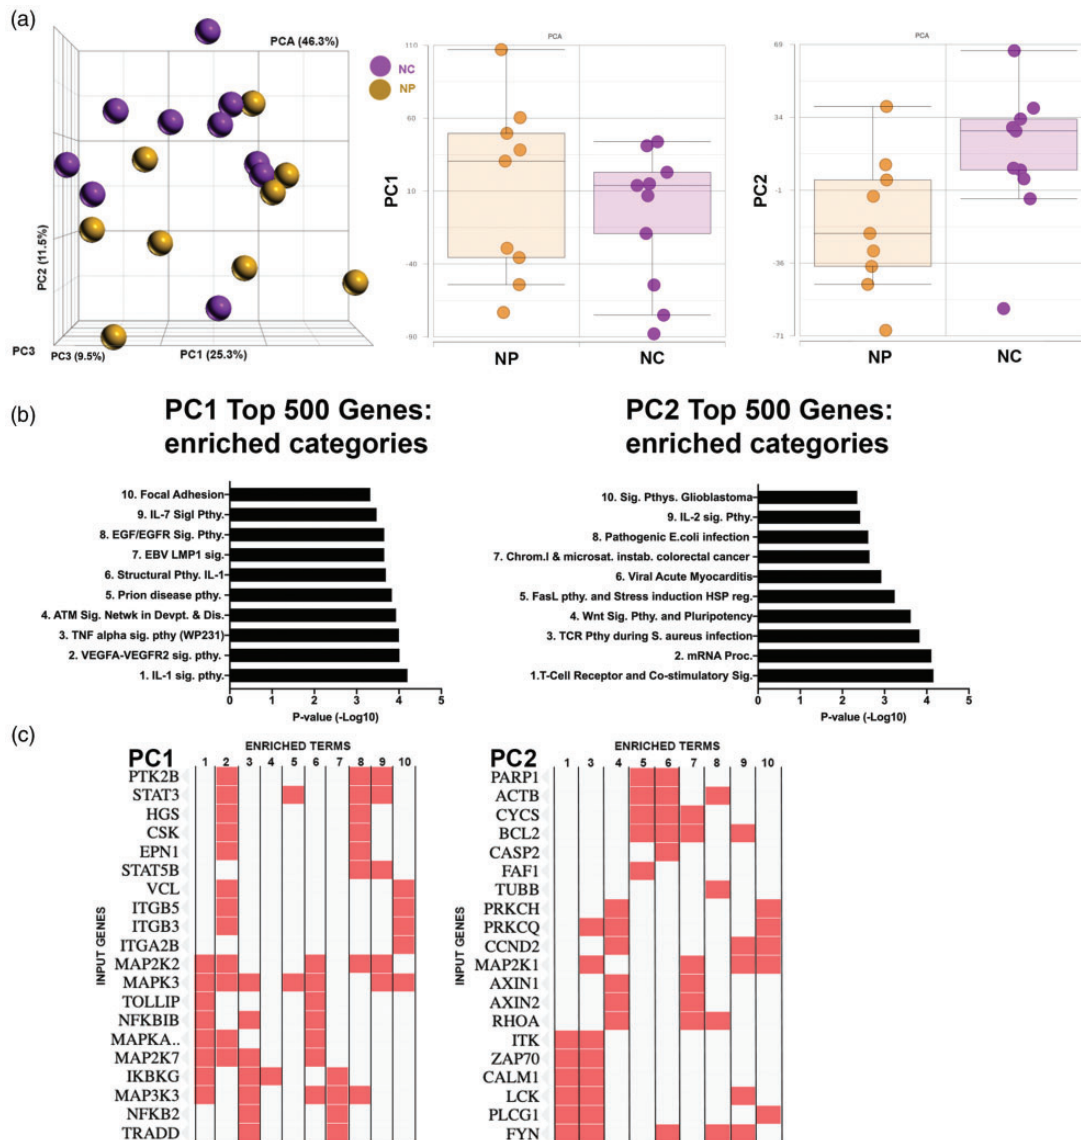 (a)
PCA (46.3%)
NC
NP
PC2 (11.5%)
PC3
PC3 (9.5%)
PC1 (25.3%)
PCA
110
60
10
-40
-90
PC1
NP
NC
PCA
69
34
-1
-36
-71
PC2
NP
NC
(b)
PC1 Top 500 Genes:
enriched categories
10. Focal Adhesion
9. IL-7 Sigl Pthy.
8. EGF/EGFR Sig. Pthy.
7. EBV LMP1 sig.
6. Structural Pthy. IL-1
5. Prion disease pthy.
4. ATM Sig. Netwk in Devpt. & Dis.
3. TNF alpha sig. pthy (WP231)
2. VEGFA-VEGFR2 sig. pthy.
1. IL-1 sig. pthy.
0 1 2 3 4 5
P-value (-Log10)
PC2 Top 500 Genes:
enriched categories
10. Sig. Pthys. Glioblastoma
9. IL-2 sig. Pthy.
8. Pathogenic E.coli infection
7. Chrom.I & microsat. instab. colorectal cancer
6. Viral Acute Myocarditis
5. FasL pthy. and Stress induction HSP reg.
4. Wnt Sig. Pthy. and Pluripotency
3. TCR Pthy during S. aureus infection
2. mRNA Proc.
1.T-Cell Receptor and Co-stimulatory Sig.
0 1 2 3 4 5
P-value (-Log10)
(c)
PC1
ENRICHED TERMS
1 2 3 4 5 6 7 8 9 10
INPUT GENES
PTK2B
STAT3
HGS
CSK
EPN1
STAT5B
VCL
ITGB5
ITGB3
ITGA2B
MAP2K2
MAPK3
TOLLIP
NFKBIB
MAPKA..
MAP2K7
IKBKG
MAP3K3
NFKB2
TRADD
PC2
ENRICHED TERMS
1 3 4 5 6 7 8 9 10
INPUT GENES
PARP1
ACTB
CYCS
BCL2
CASP2
FAF1
TUBB
PRKCH
PRKCQ
CCND2
MAP2K1
AXIN1
AXIN2
RHOA
ITK
ZAP70
CALM1
LCK
PLCG1
FYN